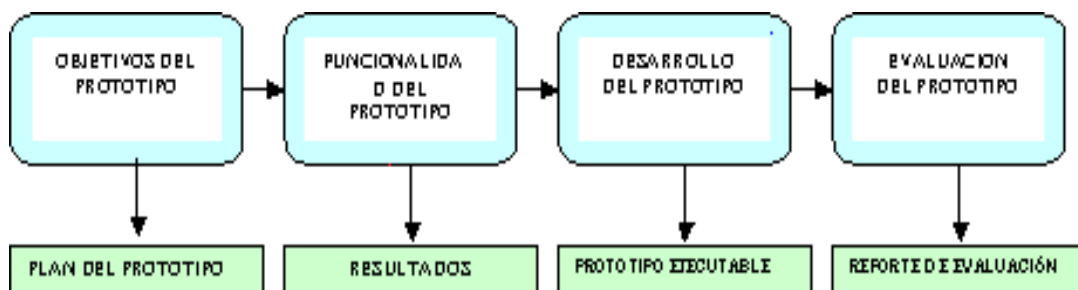 OBJETIVOS DEL
PROTOTIPO
FUNCIONALIDA
D DEL
PROTOTIPO
DESARROLLO
DEL PROTOTIPO
EVALUACION
DEL PROTOTIPO
PLAN DEL PROTOTIPO
RESULTADOS
PROTOTIPO EJECUTABLE
REPORTE DE EVALUACIÓN